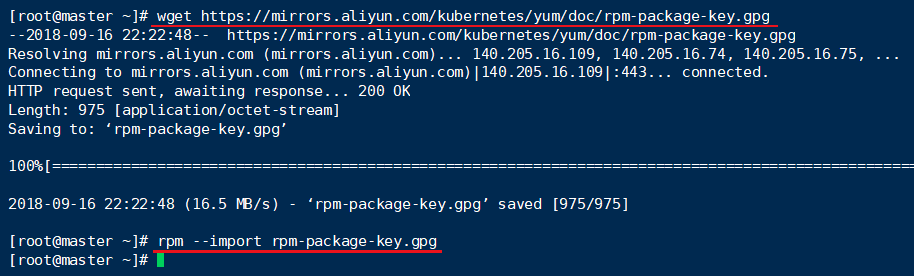 [root@master ~]# wget https://mirrors.aliyun.com/kubernetes/yum/doc/rpm-package-key.gpg
--2018-09-16 22:22:48--  https://mirrors.aliyun.com/kubernetes/yum/doc/rpm-package-key.gpg
Resolving mirrors.aliyun.com (mirrors.aliyun.com)... 140.205.16.109, 140.205.16.74, 140.205.16.75, ...
Connecting to mirrors.aliyun.com (mirrors.aliyun.com)|140.205.16.109|:443... connected.
HTTP request sent, awaiting response... 200 OK
Length: 975 [application/octet-stream]
Saving to: ‘rpm-package-key.gpg’
100%[====================================================================================================
2018-09-16 22:22:48 (16.5 MB/s) - ‘rpm-package-key.gpg’ saved [975/975]
[root@master ~]# rpm --import rpm-package-key.gpg
[root@master ~]#